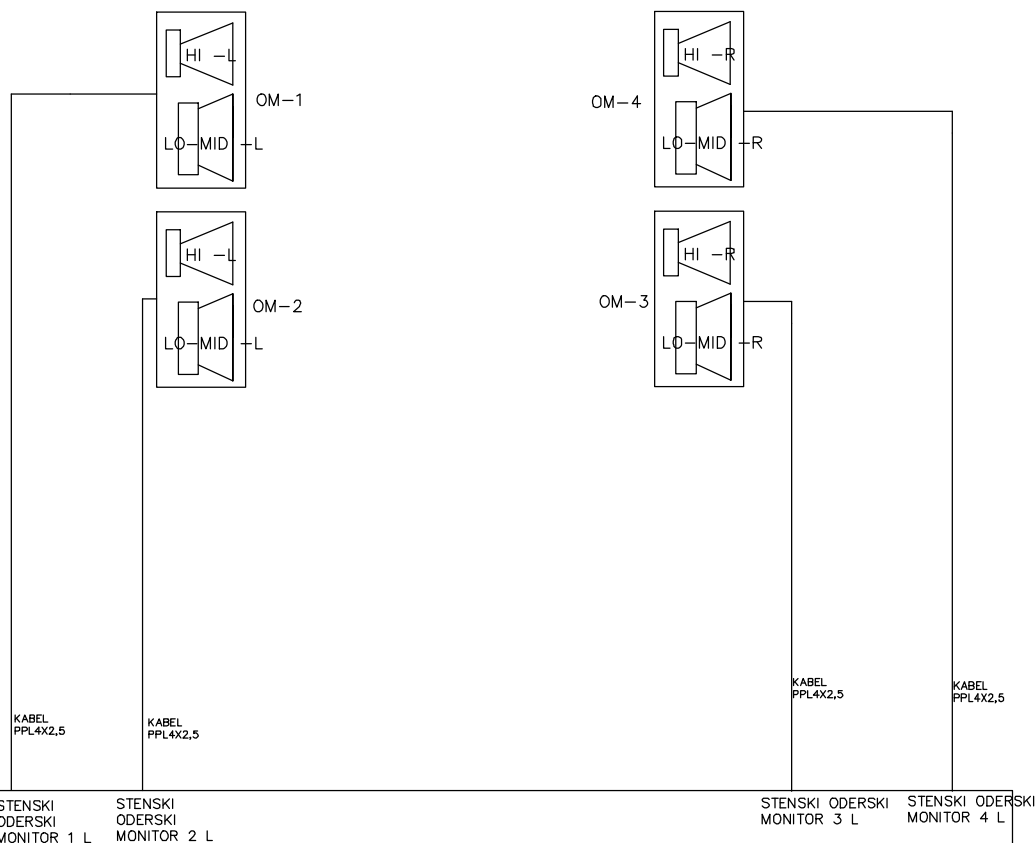 HI -L
OM-1
LO-MID -L
HI -R
OM-4
LO-MID -R
HI -L
OM-2
LO-MID -L
HI -R
OM-3
LO-MID -R
KABEL
PPL4X2,5
KABEL
PPL4X2,5
KABEL
PPL4X2,5
KABEL
PPL4X2,5
STENSKI
ODERSKI
MONITOR 1 L
STENSKI
ODERSKI
MONITOR 2 L
STENSKI ODERSKI
MONITOR 3 L
STENSKI ODERSKI
MONITOR 4 L